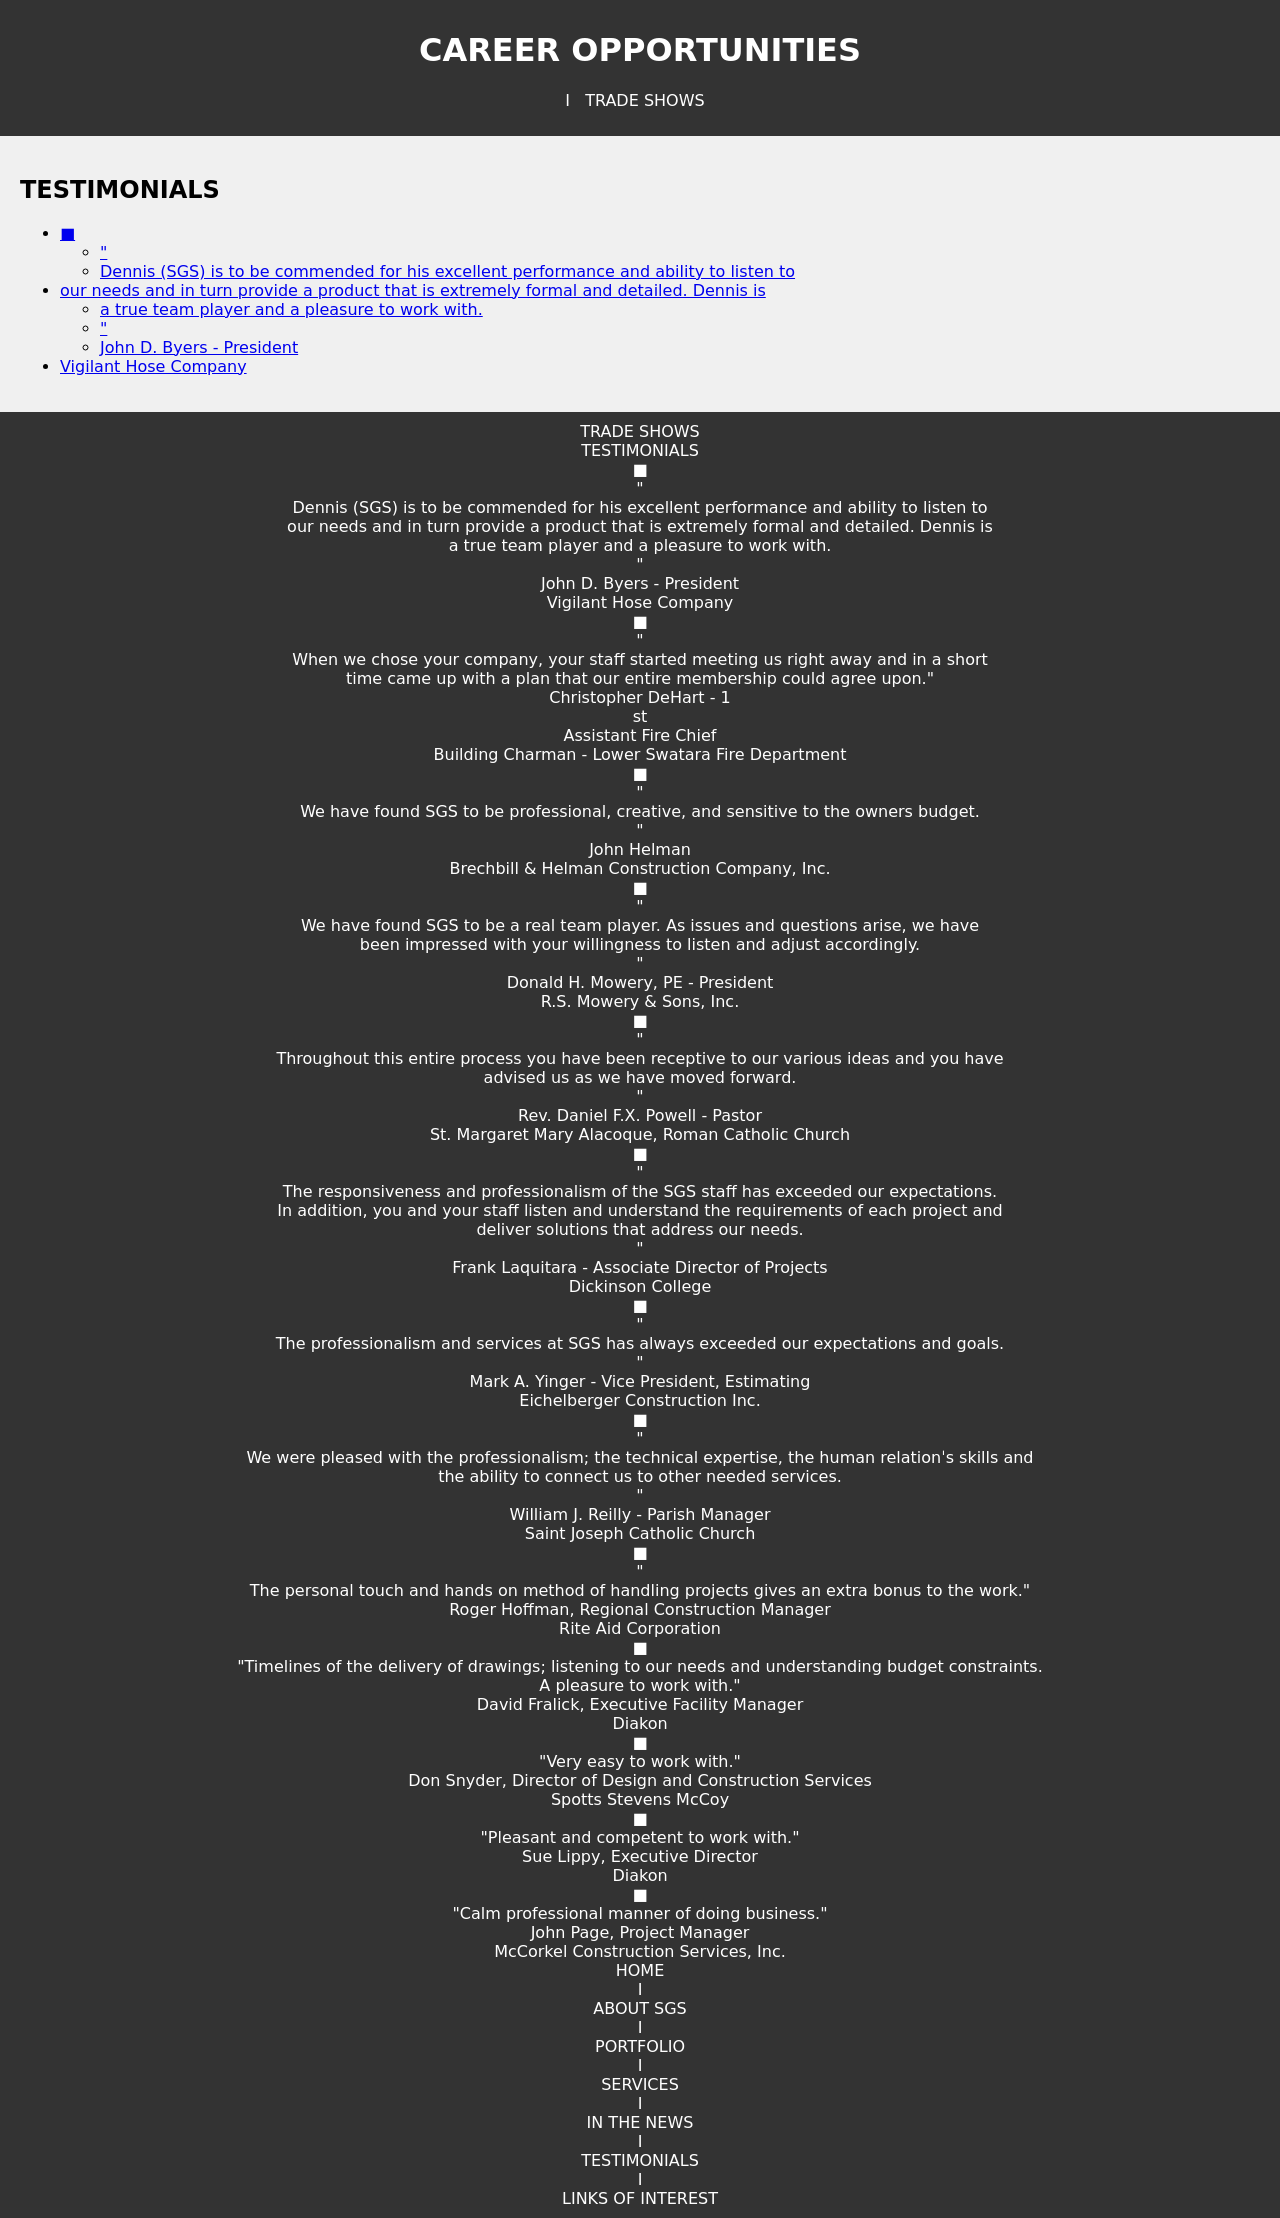 CAREER OPPORTUNITIES
I TRADE SHOWS
TESTIMONIALS
■
"
Dennis (SGS) is to be commended for his excellent performance and ability to listen to
our needs and in turn provide a product that is extremely formal and detailed. Dennis is
a true team player and a pleasure to work with.
"
John D. Byers - President
Vigilant Hose Company
TRADE SHOWS
TESTIMONIALS
■
"
Dennis (SGS) is to be commended for his excellent performance and ability to listen to
our needs and in turn provide a product that is extremely formal and detailed. Dennis is
a true team player and a pleasure to work with.
"
John D. Byers - President
Vigilant Hose Company
■
"
When we chose your company, your staff started meeting us right away and in a short
time came up with a plan that our entire membership could agree upon."
Christopher DeHart - 1
st
Assistant Fire Chief
Building Charman - Lower Swatara Fire Department
■
"
We have found SGS to be professional, creative, and sensitive to the owners budget.
"
John Helman
Brechbill & Helman Construction Company, Inc.
■
"
We have found SGS to be a real team player. As issues and questions arise, we have
been impressed with your willingness to listen and adjust accordingly.
"
Donald H. Mowery, PE - President
R.S. Mowery & Sons, Inc.
■
"
Throughout this entire process you have been receptive to our various ideas and you have
advised us as we have moved forward.
"
Rev. Daniel F.X. Powell - Pastor
St. Margaret Mary Alacoque, Roman Catholic Church
■
"
The responsiveness and professionalism of the SGS staff has exceeded our expectations.
In addition, you and your staff listen and understand the requirements of each project and
deliver solutions that address our needs.
"
Frank Laquitara - Associate Director of Projects
Dickinson College
■
"
The professionalism and services at SGS has always exceeded our expectations and goals.
"
Mark A. Yinger - Vice President, Estimating
Eichelberger Construction Inc.
■
"
We were pleased with the professionalism; the technical expertise, the human relation's skills and
the ability to connect us to other needed services.
"
William J. Reilly - Parish Manager
Saint Joseph Catholic Church
■
"
The personal touch and hands on method of handling projects gives an extra bonus to the work."
Roger Hoffman, Regional Construction Manager
Rite Aid Corporation
■
"Timelines of the delivery of drawings; listening to our needs and understanding budget constraints.
A pleasure to work with."
David Fralick, Executive Facility Manager
Diakon
■
"Very easy to work with."
Don Snyder, Director of Design and Construction Services
Spotts Stevens McCoy
■
"Pleasant and competent to work with."
Sue Lippy, Executive Director
Diakon
■
"Calm professional manner of doing business."
John Page, Project Manager
McCorkel Construction Services, Inc.
HOME
I
ABOUT SGS
I
PORTFOLIO
I
SERVICES
I
IN THE NEWS
I
TESTIMONIALS
I
LINKS OF INTEREST